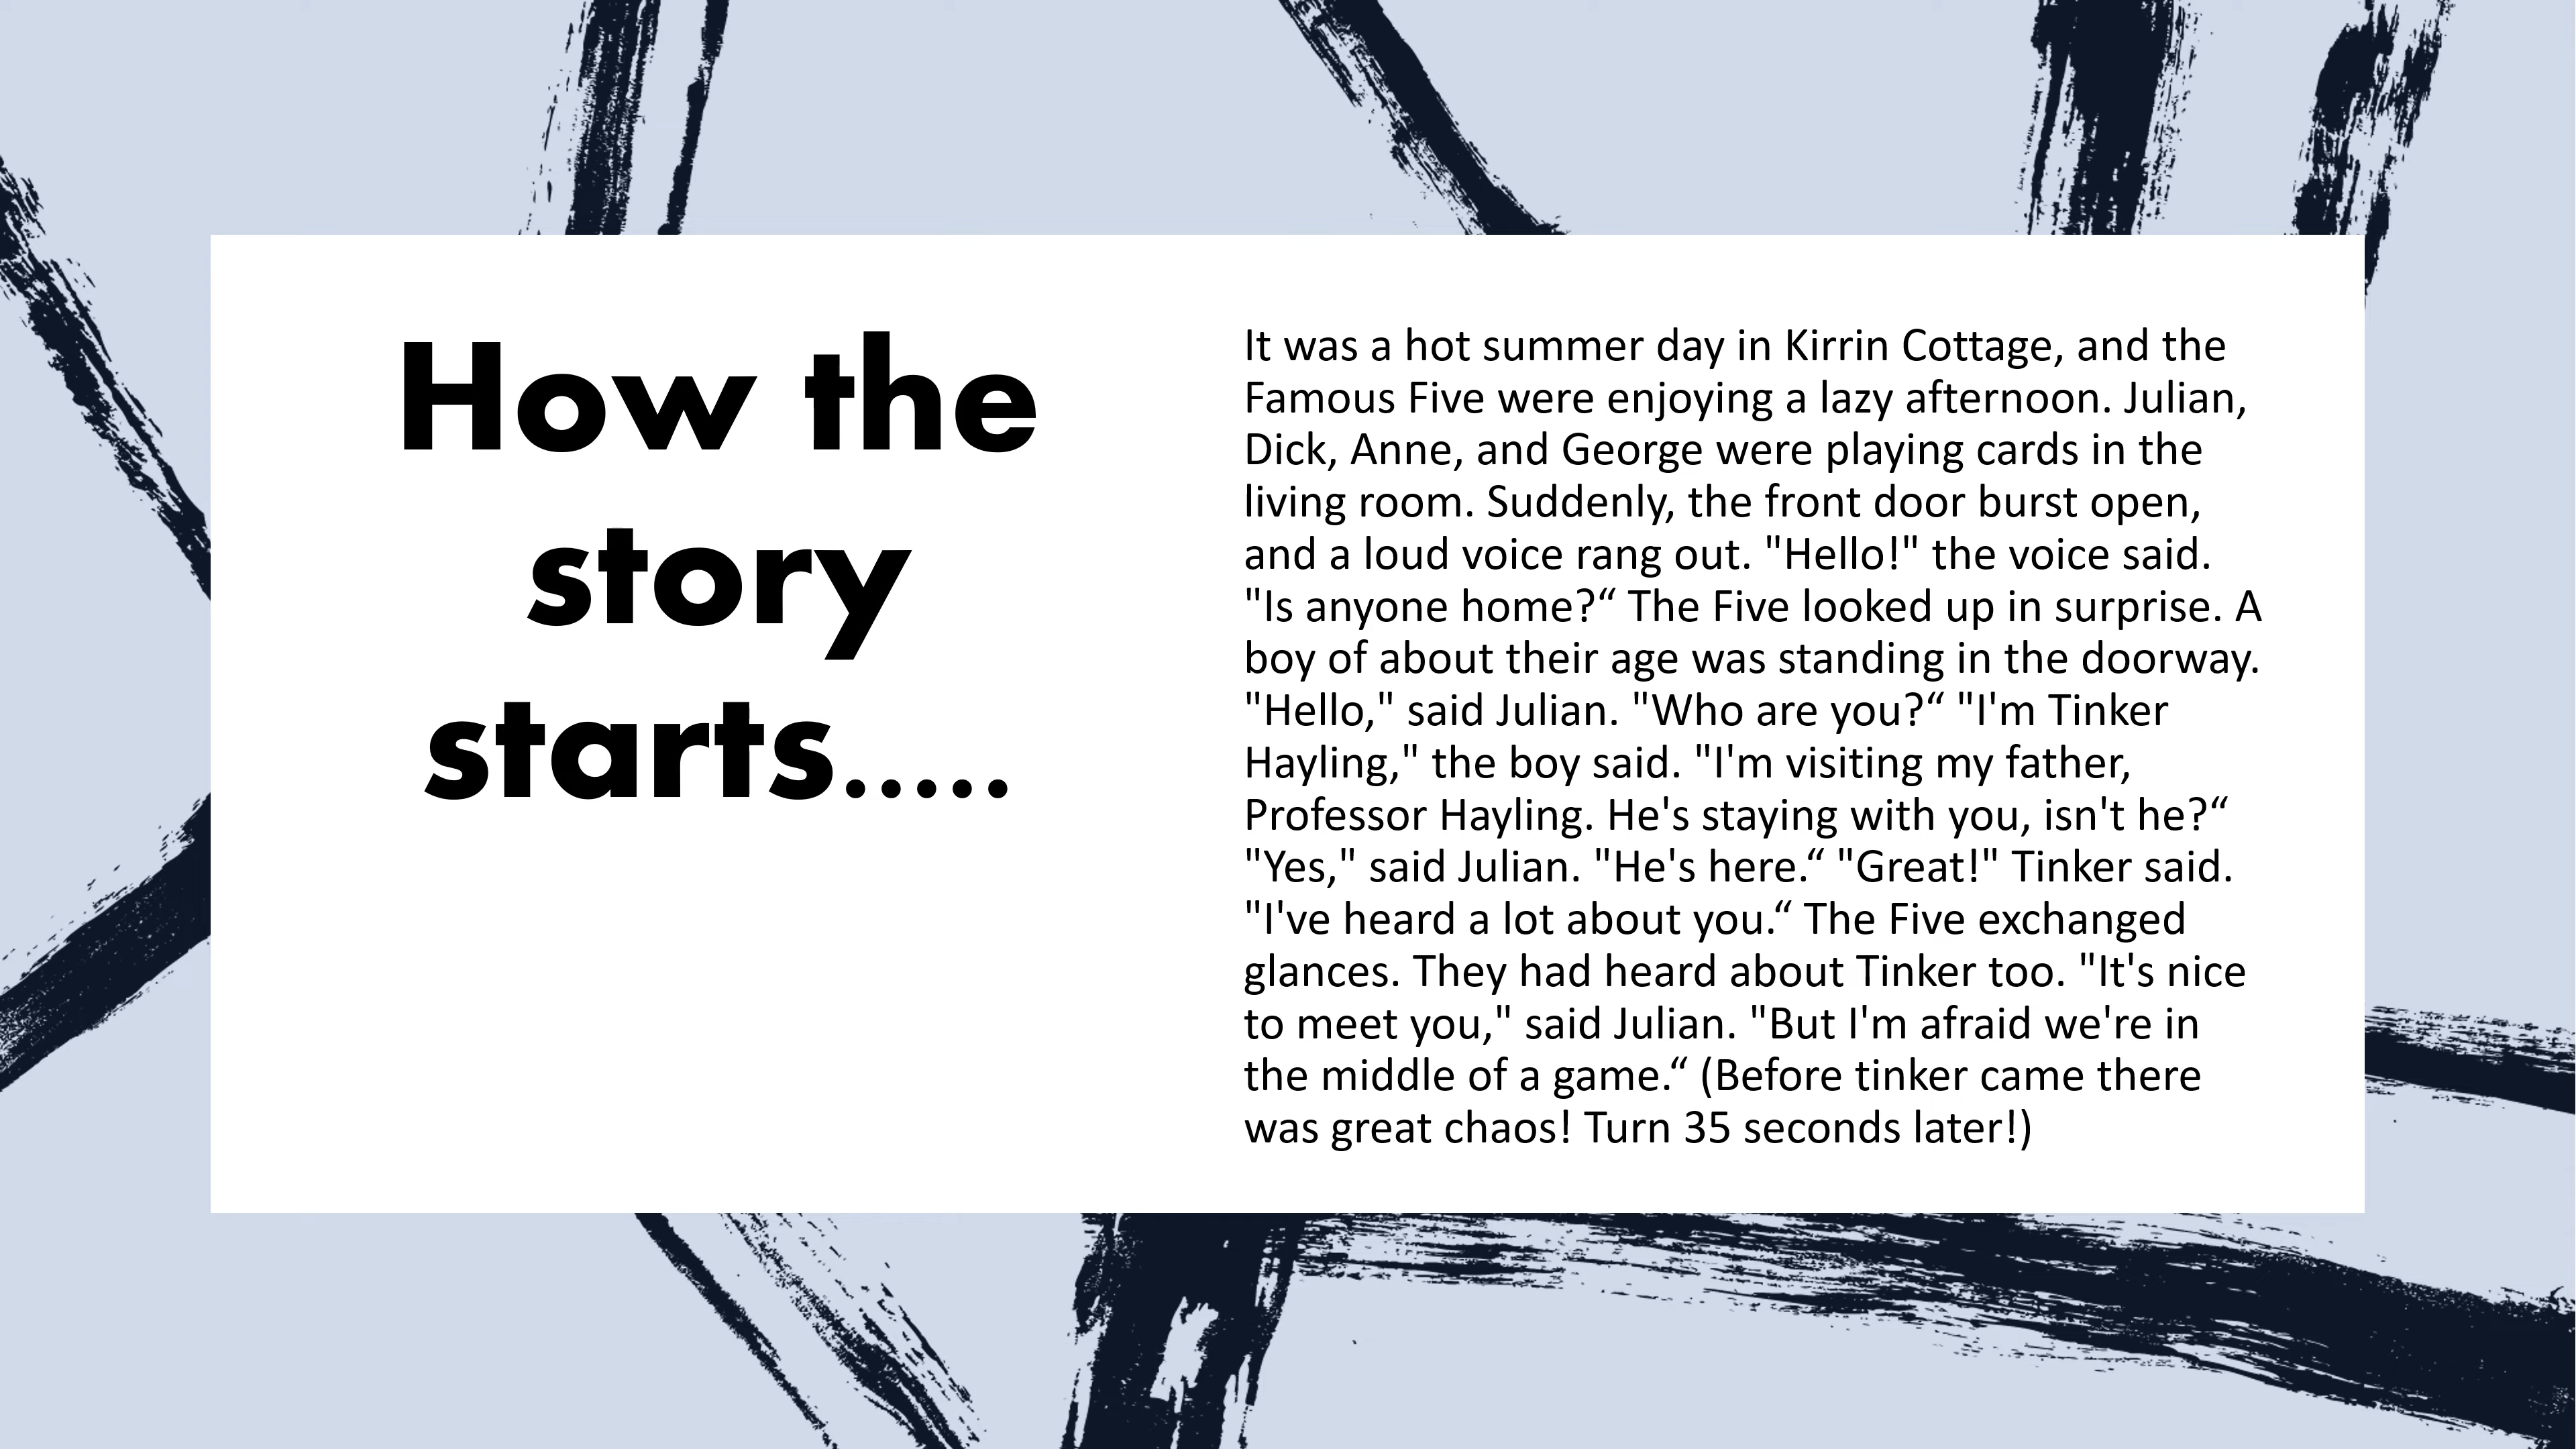 How the
story
starts.....
It was a hot summer day in Kirrin Cottage, and the
Famous Five were enjoying a lazy afternoon. Julian,
Dick, Anne, and George were playing cards in the
living room. Suddenly, the front door burst open,
and a loud voice rang out. "Hello!" the voice said.
"Is anyone home?“ The Five looked up in surprise. A
boy of about their age was standing in the doorway.
"Hello," said Julian. "Who are you?“ "I'm Tinker
Hayling," the boy said. "I'm visiting my father,
Professor Hayling. He's staying with you, isn't he?“
"Yes," said Julian. "He's here.“ "Great!" Tinker said.
"I've heard a lot about you.“ The Five exchanged
glances. They had heard about Tinker too. "It's nice
to meet you," said Julian. "But I'm afraid we're in
the middle of a game.“ (Before tinker came there
was great chaos! Turn 35 seconds later!)